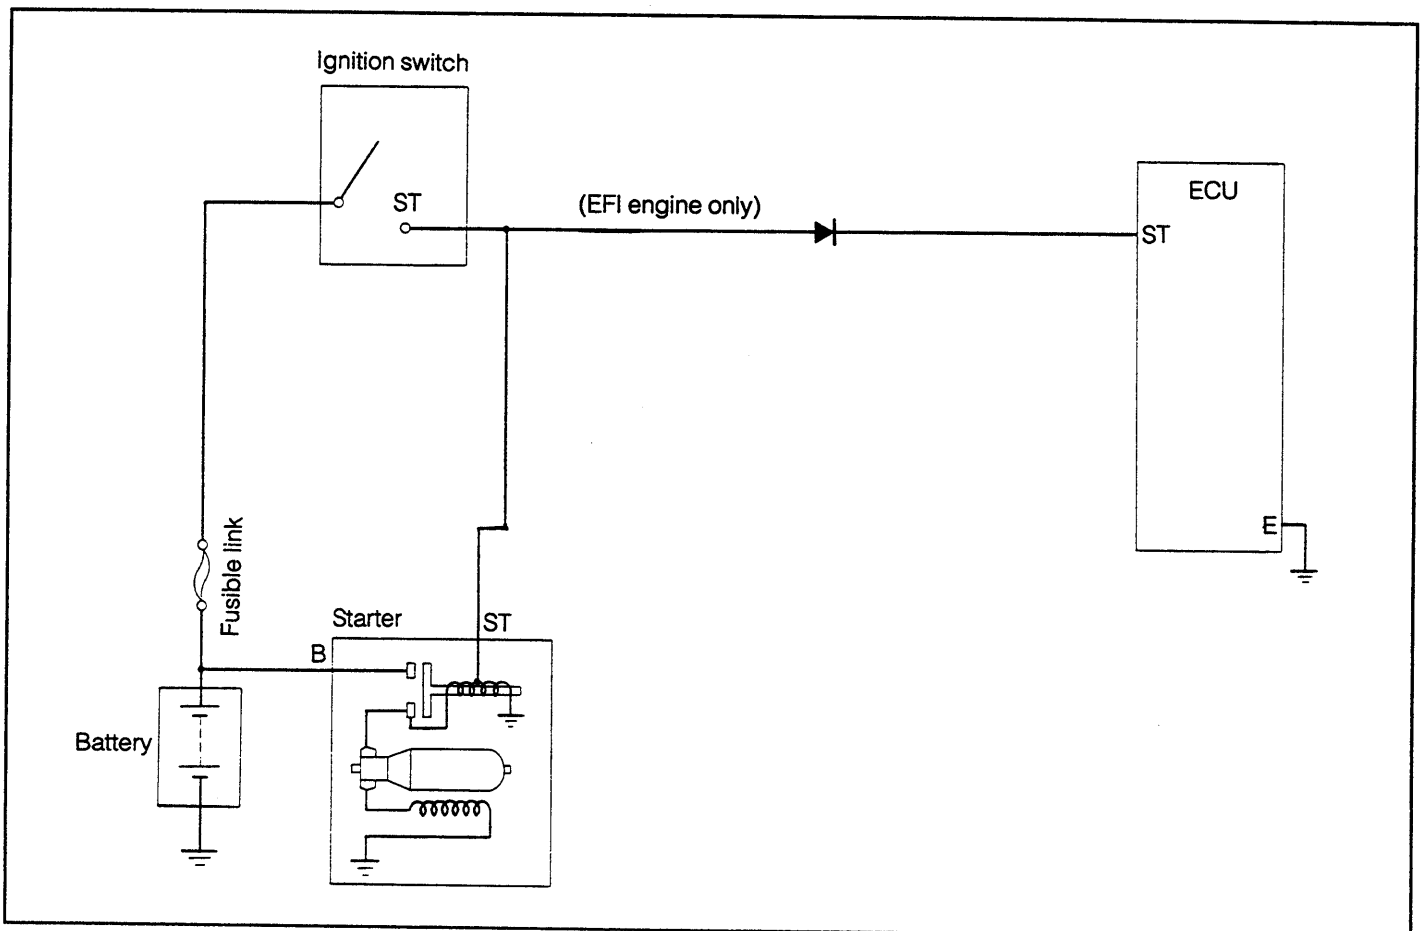 Ignition switch
ST
(EFI engine only)
ECU
ST
E
Fusible link
Starter
ST
B
Battery